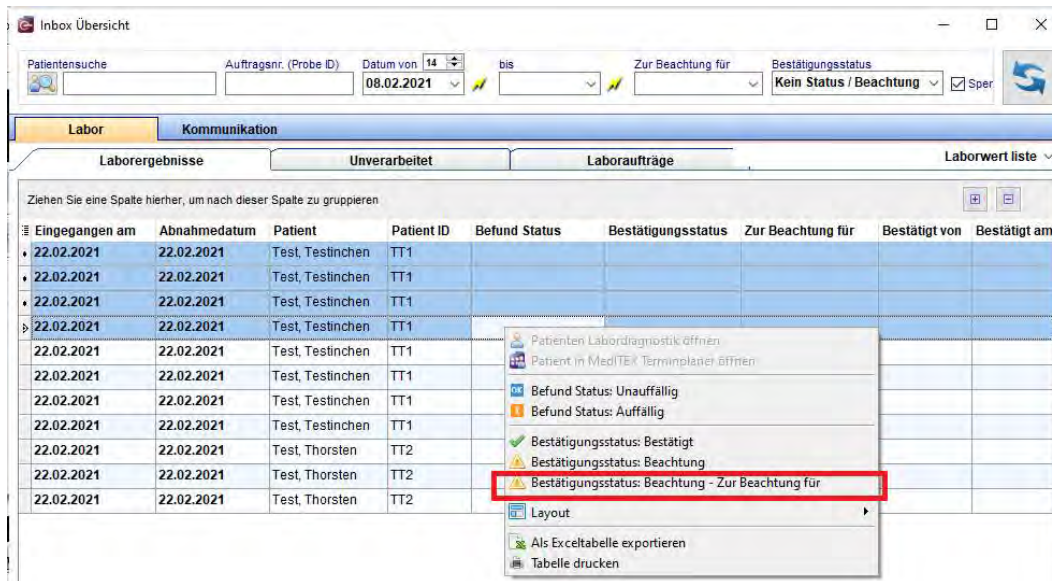 Inbox Übersicht
Patientensuche Auftragsnr. (Probe ID) Datum von 14 bis Zur Beachtung für Bestätigungsstatus
08.02.2021 Kein Status / Beachtung Sper
Labor Kommunikation
Laborergebnisse Unverarbeitet Laboraufträge Laborwert liste
Ziehen Sie eine Spalte hierher, um nach dieser Spalte zu gruppieren
Eingegangen am Abnahmedatum Patient Patient ID Befund Status Bestätigungsstatus Zur Beachtung für Bestätigt von Bestätigt am
22.02.2021 22.02.2021 Test, Testinchen TT1
22.02.2021 22.02.2021 Test, Testinchen TT1
22.02.2021 22.02.2021 Test, Testinchen TT1
22.02.2021 22.02.2021 Test, Testinchen TT1
22.02.2021 22.02.2021 Test, Testinchen TT1
22.02.2021 22.02.2021 Test, Testinchen TT1
22.02.2021 22.02.2021 Test, Testinchen TT1
22.02.2021 22.02.2021 Test, Testinchen TT1
22.02.2021 22.02.2021 Test, Thorsten TT2
22.02.2021 22.02.2021 Test, Thorsten TT2
22.02.2021 22.02.2021 Test, Thorsten TT2
Patienten Labordiagnostik öffnen
Patient in MedITEX Terminplaner öffnen
OK Befund Status: Unauffällig
Befund Status: Auffällig
Bestätigungsstatus: Bestätigt
Bestätigungsstatus: Beachtung
Bestätigungsstatus: Beachtung - Zur Beachtung für
Layout
Als Exceltabelle exportieren
Tabelle drucken